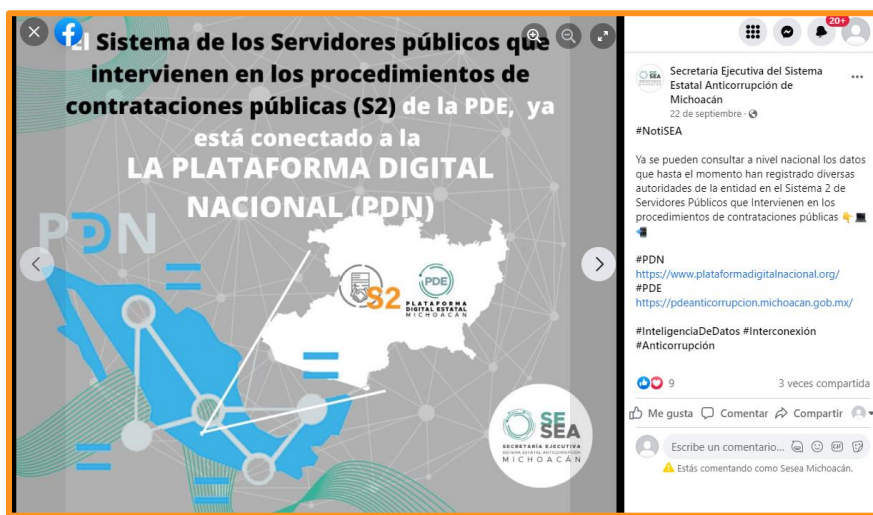 El Sistema de los Servidores públicos que
intervienen en los procedimientos de
contrataciones públicas (S2) de la PDE, ya
está conectado a la
LA PLATAFORMA DIGITAL
NACIONAL (PDN)
PDN
S2
PDE
PLATAFORMA
DIGITAL ESTATAL
MICHOACÁN
SE
SEA
SECRETARÍA EJECUTIVA
SISTEMA ESTATAL ANTICORRUPCIÓN
MICHOACÁN
20+
SE
SEA
Secretaría Ejecutiva del Sistema
Estatal Anticorrupción de
Michoacán
22 de septiembre ·
#NotiSEA
Ya se pueden consultar a nivel nacional los datos
que hasta el momento han registrado diversas
autoridades de la entidad en el Sistema 2 de
Servidores Públicos que Intervienen en los
procedimientos de contrataciones públicas
#PDN
https://www.plataformadigitalnacional.org/
#PDE
https://pdeanticorrupcion.michoacan.gob.mx/
#InteligenciaDeDatos #Interconexión
#Anticorrupción
9 3 veces compartida
Me gusta Comentar Compartir
Escribe un comentario... GIF
Estás comentando como Sesea Michoacán.